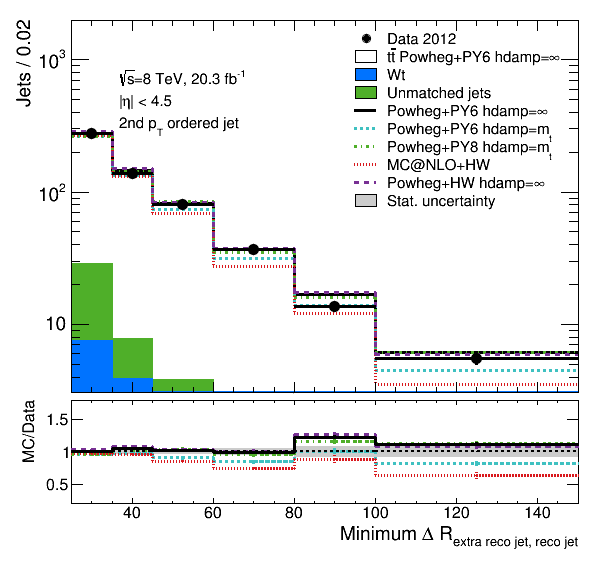 Jets / 0.02
10³
10²
10
√s=8 TeV, 20.3 fb⁻¹
|η| < 4.5
2nd p_T ordered jet
Data 2012
tt̄ Powheg+PY6 hdamp=∞
Wt
Unmatched jets
Powheg+PY6 hdamp=∞
Powheg+PY6 hdamp=m_t
Powheg+PY8 hdamp=m_t
MC@NLO+HW
Powheg+HW hdamp=∞
Stat. uncertainty
MC/Data
1.5
1
0.5
40 60 80 100 120 140
Minimum Δ R_extra reco jet, reco jet